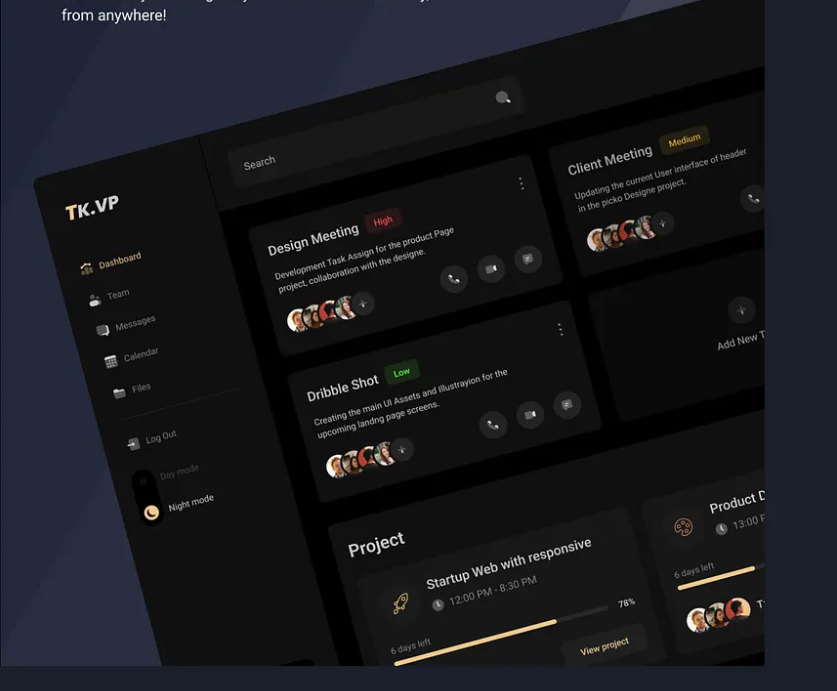 from anywhere!
Search
TK.VP
Dashboard
Team
Messages
Calendar
Files
Log Out
Day mode
Night mode
Design Meeting
High
Development Task Assign for the product Page
project, collaboration with the designe.
Client Meeting
Medium
Updating the current User interface of header
in the picko Designe project.
Dribble Shot
Low
Creating the main UI Assets and Illustrayion for the
upcoming landng page screens.
Add New T
Project
Startup Web with responsive
12:00 PM - 8:30 PM
6 days left
78%
View project
Product D
13:00 P
6 days left